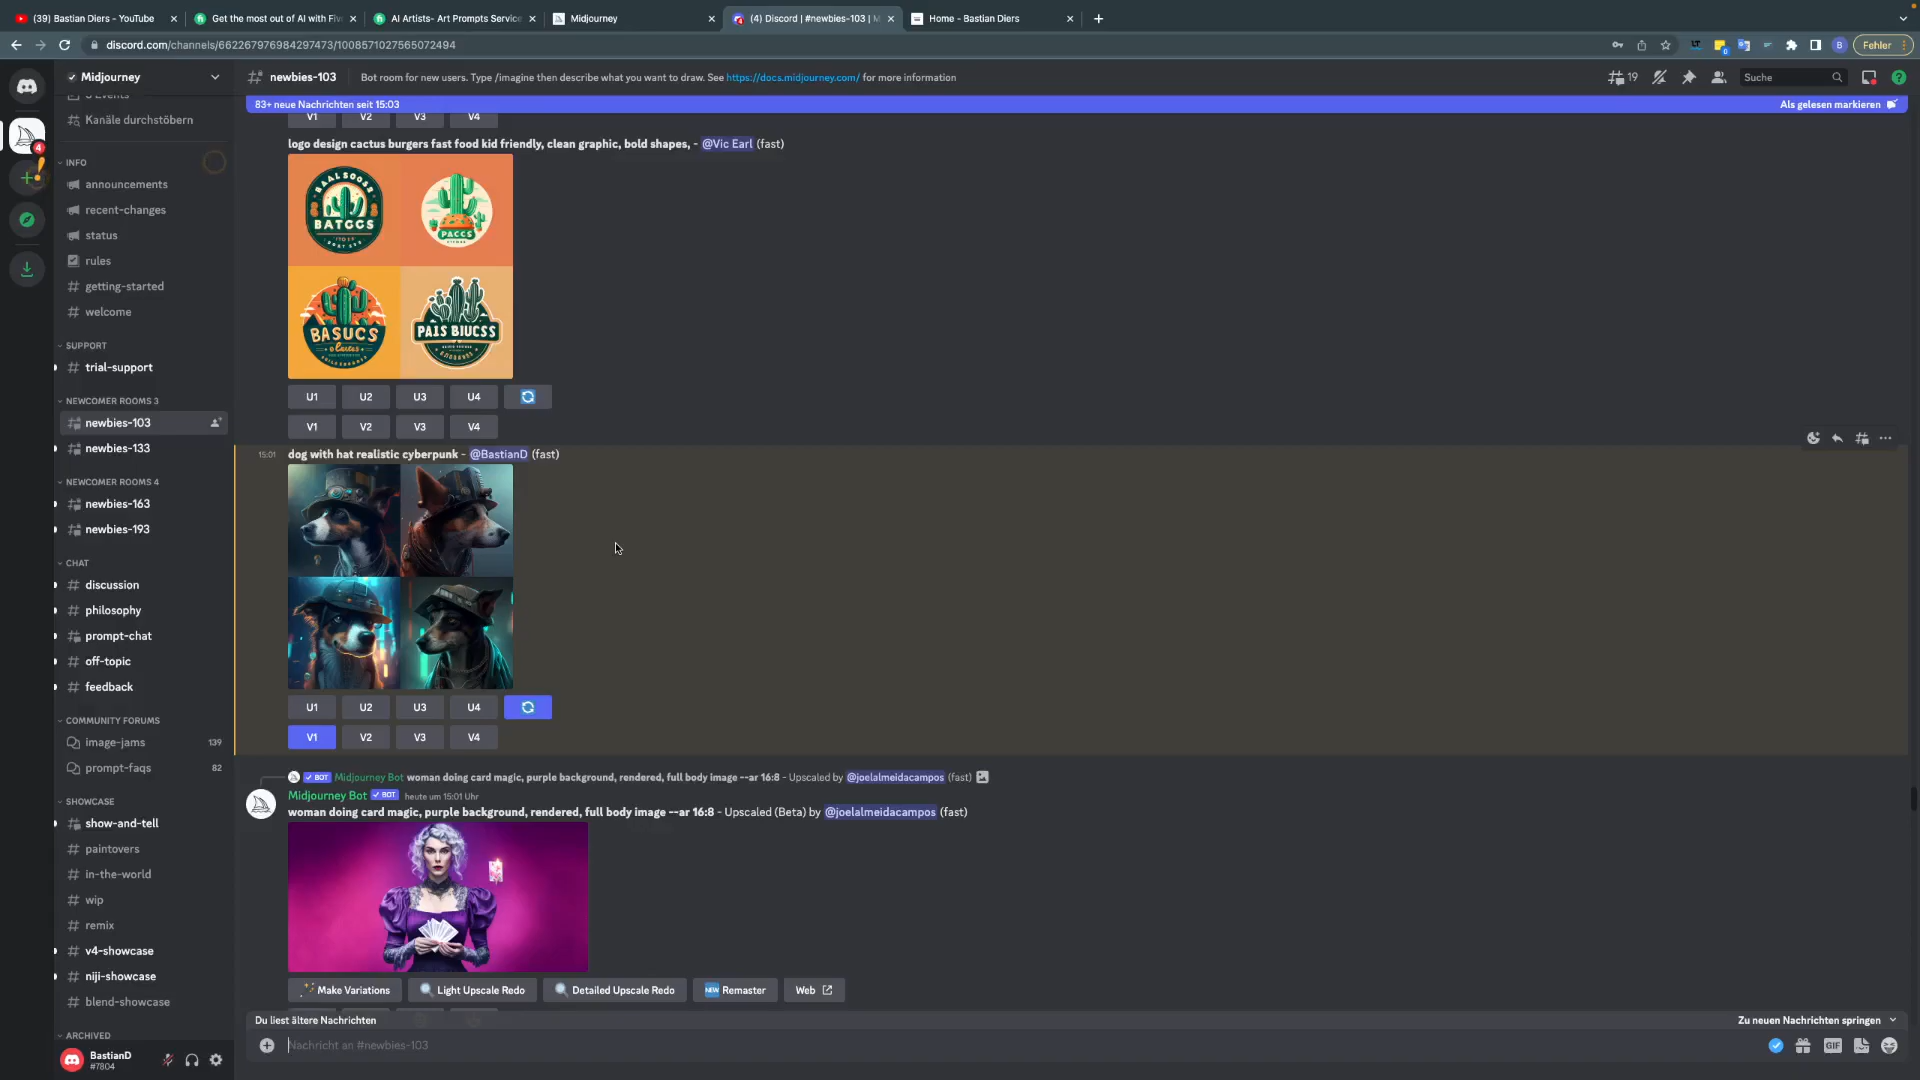 (39) Bastian Diers - YouTube
Get the most out of AI with Five
AI Artists- Art Prompts Service
Midjourney
(4) Discord | #newbies-103 | M
Home - Bastian Diers
discord.com/channels/662267976984297473/1008571027565072494
Fehler
Midjourney
newbies-103
Bot room for new users. Type /imagine then describe what you want to draw. See https://docs.midjourney.com/ for more information
19
Suche
83+ neue Nachrichten seit 15:03
Als gelesen markieren
3 Events
Kanäle durchstöbern
INFO
announcements
recent-changes
status
rules
getting-started
welcome
SUPPORT
trial-support
NEWCOMER ROOMS 3
newbies-103
newbies-133
NEWCOMER ROOMS 4
newbies-163
newbies-193
CHAT
discussion
philosophy
prompt-chat
off-topic
feedback
COMMUNITY FORUMS
image-jams 139
prompt-faqs 82
SHOWCASE
show-and-tell
paintovers
in-the-world
wip
remix
v4-showcase
niji-showcase
blend-showcase
ARCHIVED
BastianD
#7804
V1 V2 V3 V4
logo design cactus burgers fast food kid friendly, clean graphic, bold shapes, - @Vic Earl (fast)
BATGCS
PACCS
BASUCS
PAIS BIUCSS
U1 U2 U3 U4
V1 V2 V3 V4
15:01 dog with hat realistic cyberpunk - @BastianD (fast)
U1 U2 U3 U4
V1 V2 V3 V4
BOT Midjourney Bot woman doing card magic, purple background, rendered, full body image --ar 16:8 - Upscaled by @joelalmeidacampos (fast)
Midjourney Bot BOT heute um 15:01 Uhr
woman doing card magic, purple background, rendered, full body image --ar 16:8 - Upscaled (Beta) by @joelalmeidacampos (fast)
Make Variations Light Upscale Redo Detailed Upscale Redo NEW Remaster Web
Du liest ältere Nachrichten
Zu neuen Nachrichten springen
Nachricht an #newbies-103
GIF